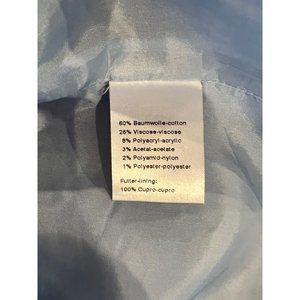 60% Baumwolle-cotton
26% Viscose-viscose
8% Polyacryl-acrylic
3% Acetat-acetate
2% Polyamid-nylon
1% Polyester-polyester
Futter-lining:
100% Cupro-cupro